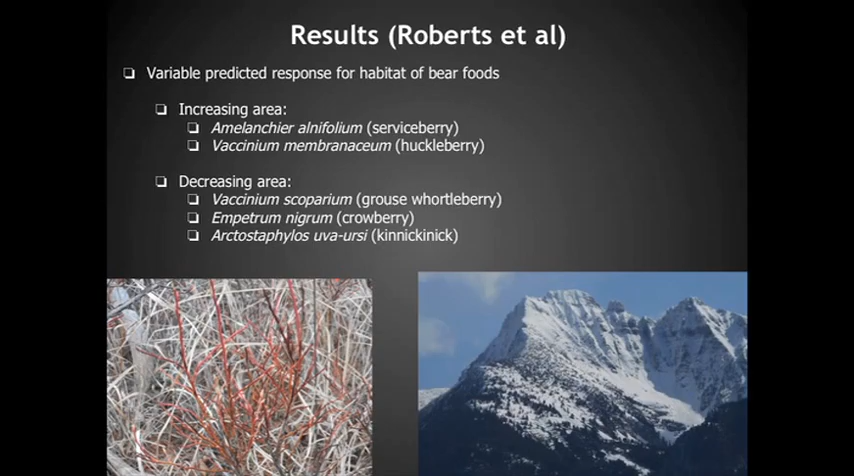 Results (Roberts et al)
Variable predicted response for habitat of bear foods
Increasing area:
Amelanchier alnifolium (serviceberry)
Vaccinium membranaceum (huckleberry)
Decreasing area:
Vaccinium scoparium (grouse whortleberry)
Empetrum nigrum (crowberry)
Arctostaphylos uva-ursi (kinnickinick)